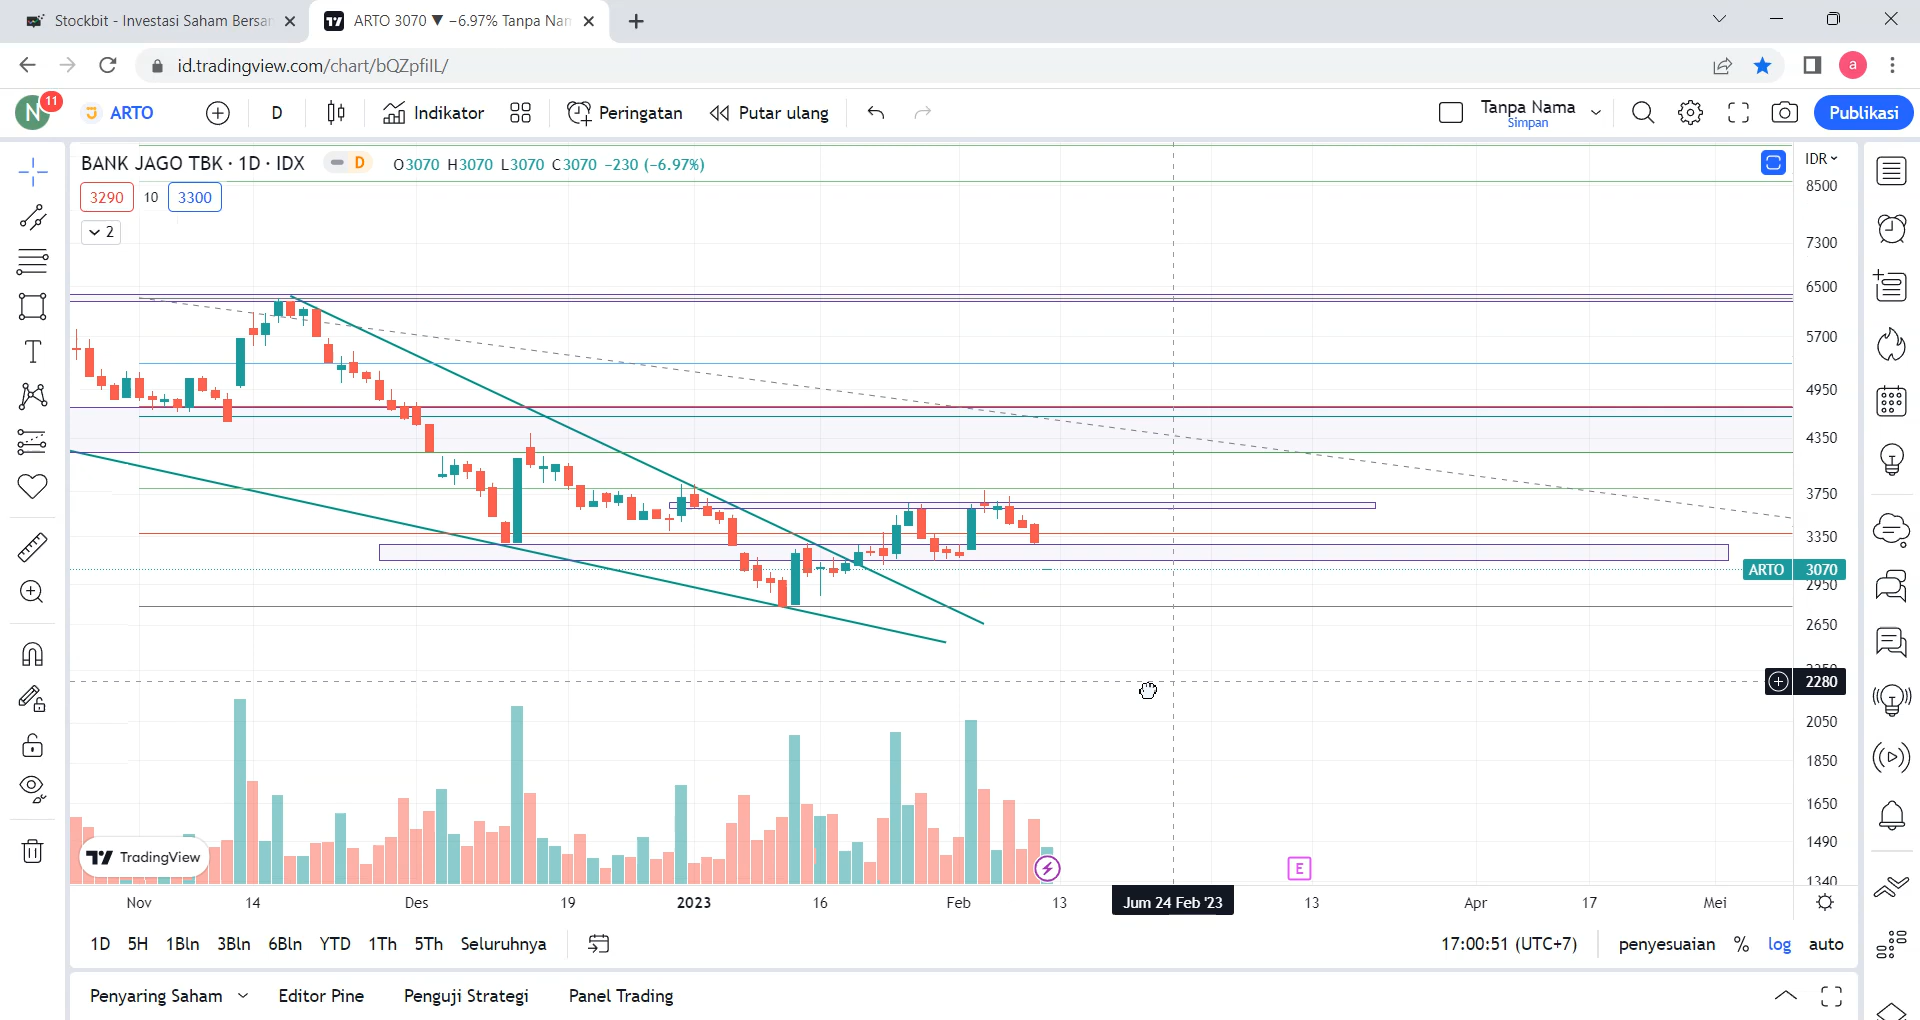 Stockbit - Investasi Saham Bersar
ARTO 3070 ▼ −6.97% Tanpa Nam
id.tradingview.com/chart/bQZpfiIL/
a
N
11
ARTO
D
Indikator
Peringatan
Putar ulang
Tanpa Nama
Simpan
Publikasi
BANK JAGO TBK · 1D · IDX
D
O3070 H3070 L3070 C3070 −230 (−6.97%)
IDR
3290
10
3300
2
8500
7300
6500
5700
4950
4350
3750
3350
ARTO 3070
2950
2650
2280
2050
1850
1650
1490
1340
TradingView
E
Nov
14
Des
19
2023
16
Feb
13
Jum 24 Feb '23
13
Apr
17
Mei
1D
5H
1Bln
3Bln
6Bln
YTD
1Th
5Th
Seluruhnya
17:00:51 (UTC+7)
penyesuaian
%
log
auto
Penyaring Saham
Editor Pine
Penguji Strategi
Panel Trading